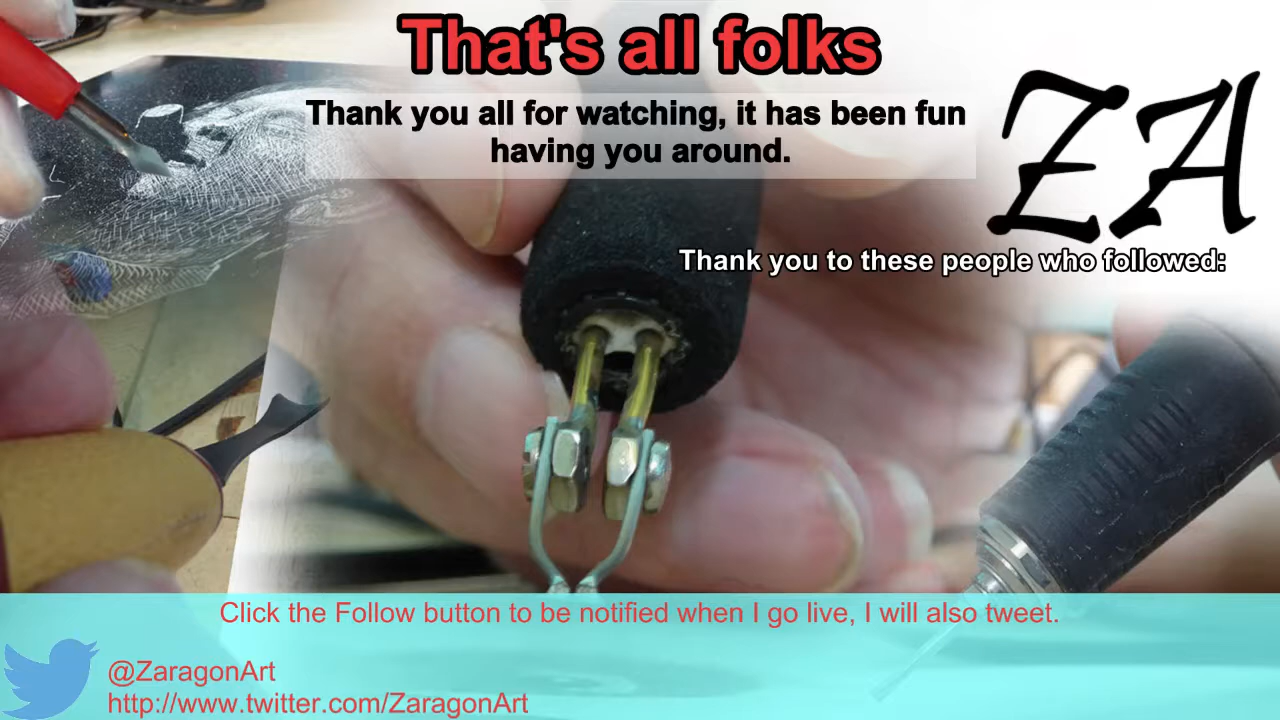 That's all folks
Thank you all for watching, it has been fun
having you around.
ZA
Thank you to these people who followed:
Click the Follow button to be notified when I go live, I will also tweet.
@ZaragonArt
http://www.twitter.com/ZaragonArt